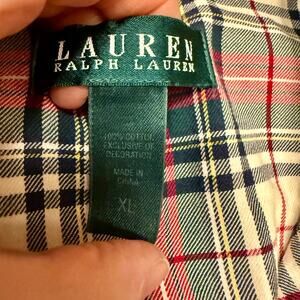 LAUREN
RALPH LAUREN
100% COTTON
EXCLUSIVE OF
DECORATION
MADE IN
CHINA
XL